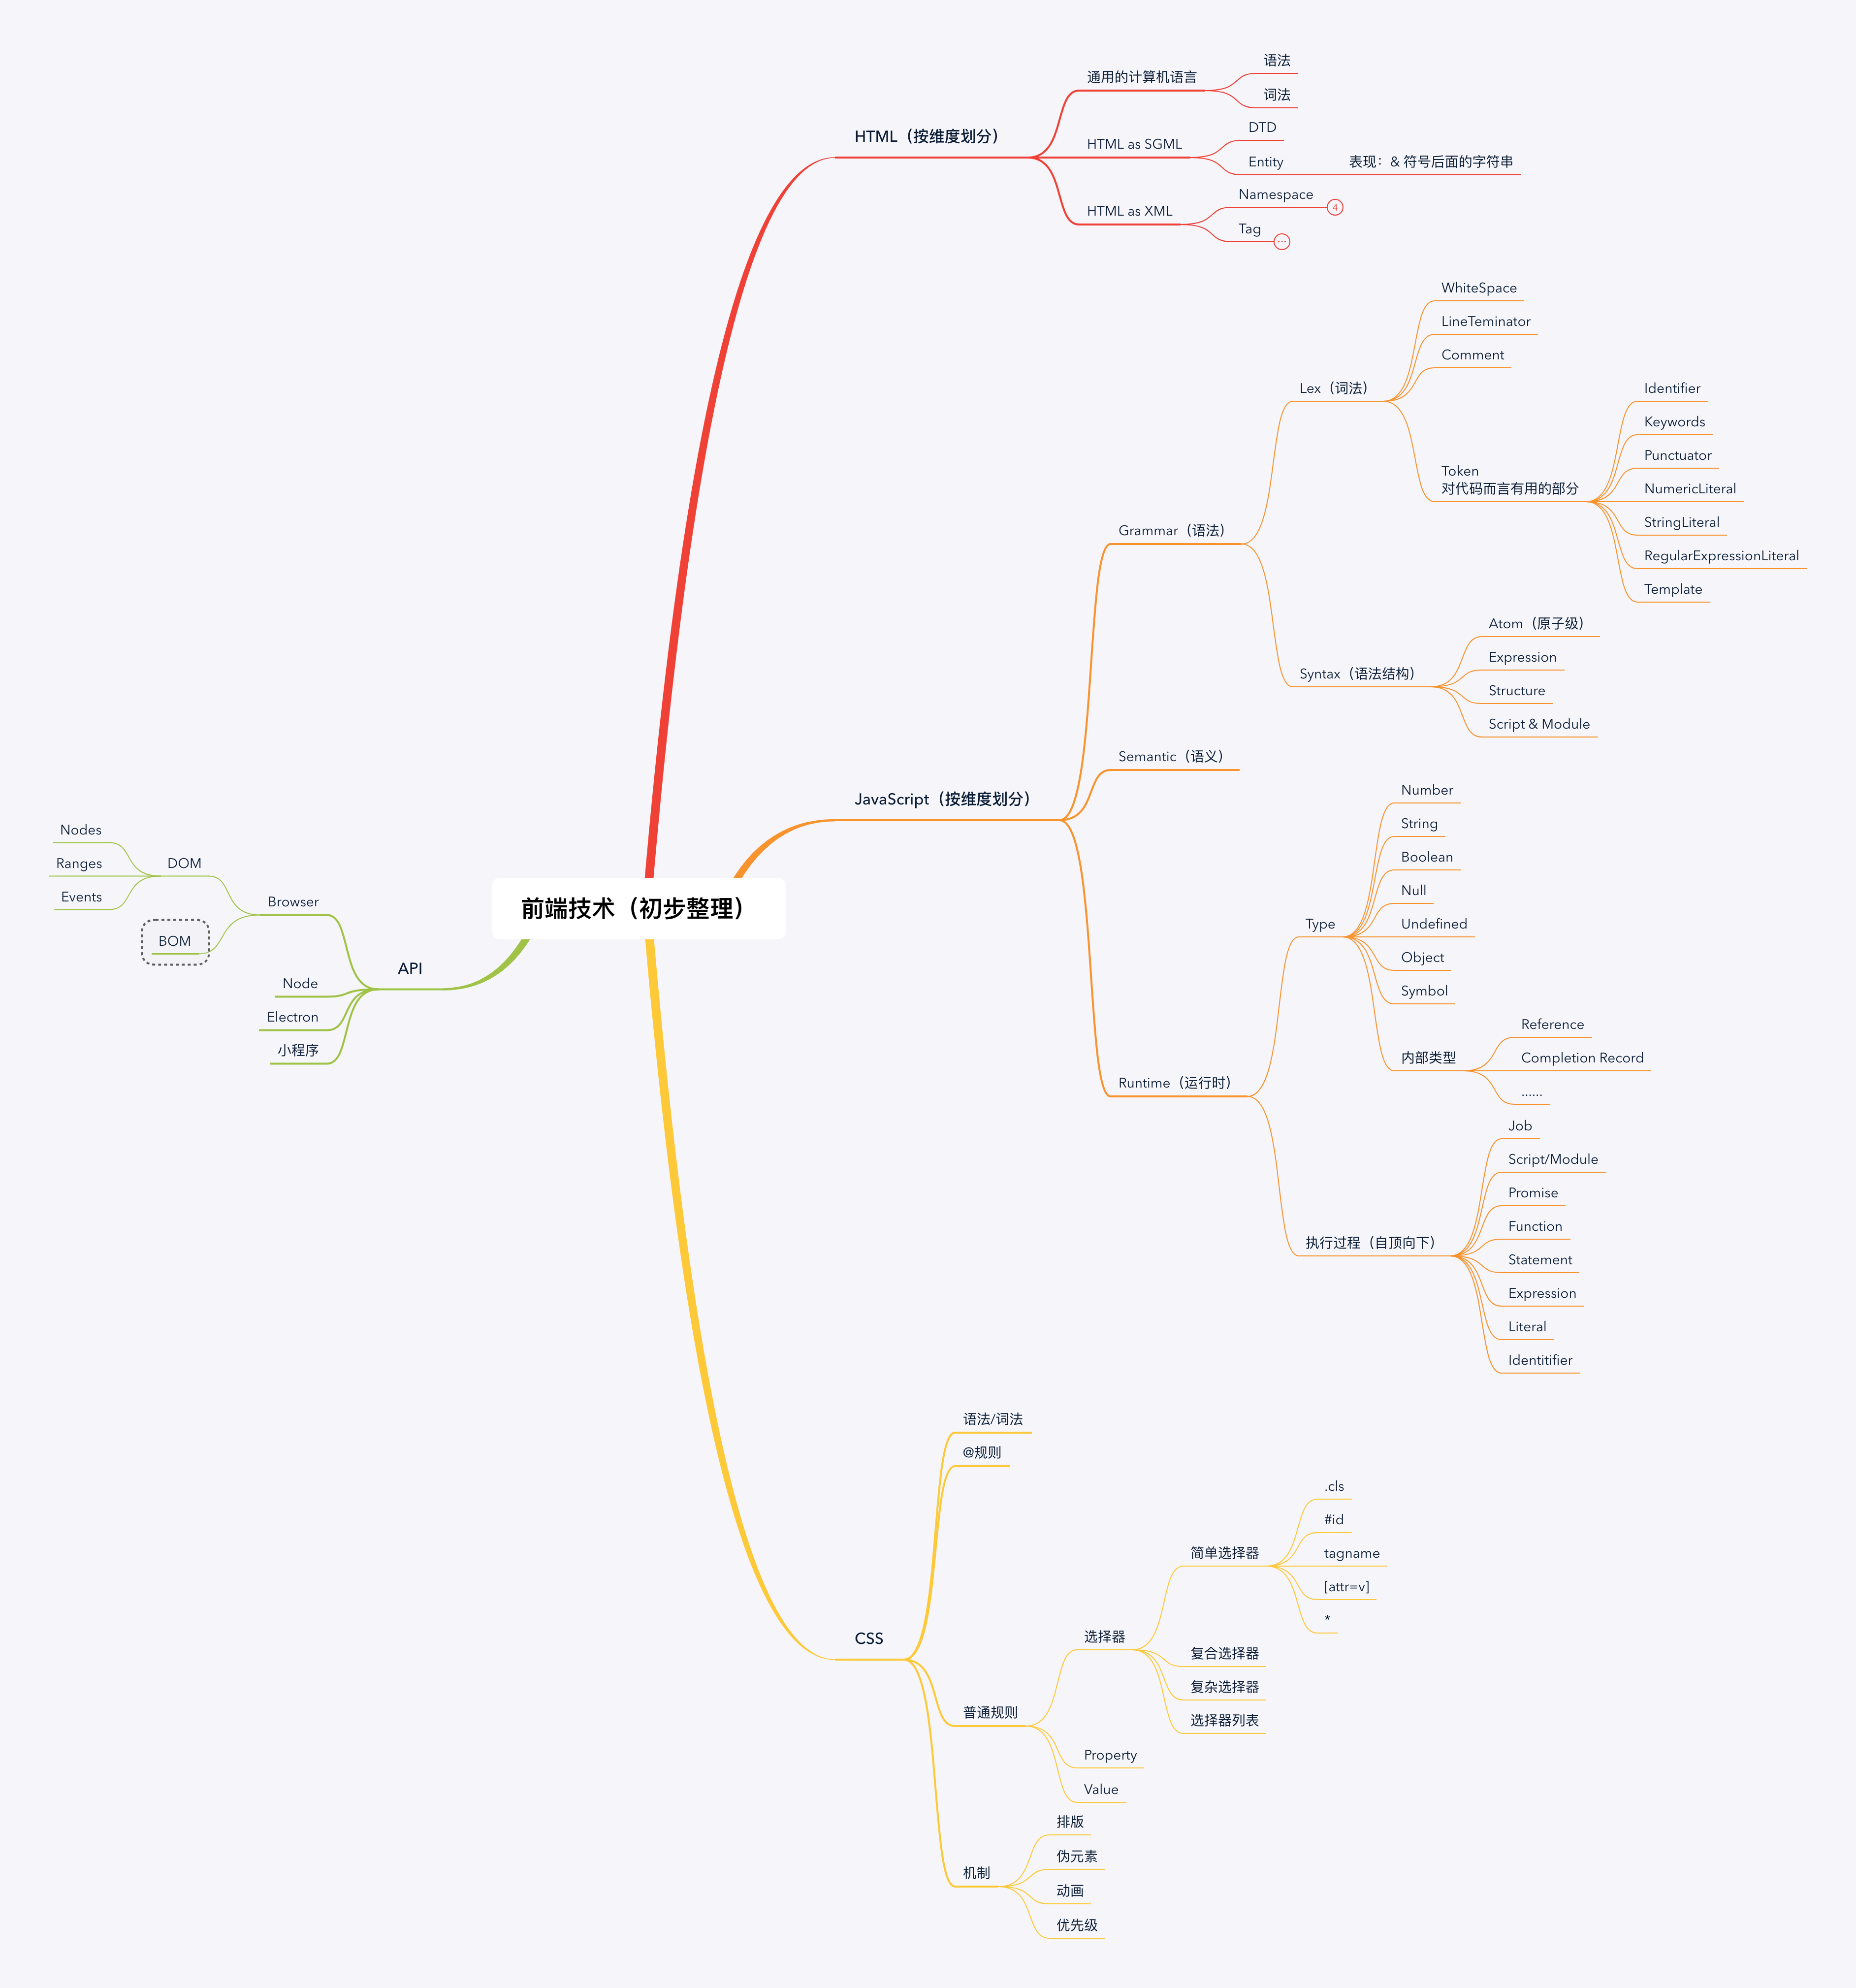 前端技术（初步整理）
HTML（按维度划分）
通用的计算机语言
语法
词法
HTML as SGML
DTD
Entity
表现：& 符号后面的字符串
HTML as XML
Namespace
4
Tag
...
JavaScript（按维度划分）
Grammar（语法）
Lex（词法）
WhiteSpace
LineTeminator
Comment
Token
对代码而言有用的部分
Identifier
Keywords
Punctuator
NumericLiteral
StringLiteral
RegularExpressionLiteral
Template
Syntax（语法结构）
Atom（原子级）
Expression
Structure
Script & Module
Semantic（语义）
Runtime（运行时）
Type
Number
String
Boolean
Null
Undefined
Object
Symbol
内部类型
Reference
Completion Record
......
执行过程（自顶向下）
Job
Script/Module
Promise
Function
Statement
Expression
Literal
Identitifier
CSS
语法/词法
@规则
普通规则
选择器
简单选择器
.cls
#id
tagname
[attr=v]
*
复合选择器
复杂选择器
选择器列表
Property
Value
机制
排版
伪元素
动画
优先级
API
Browser
DOM
Nodes
Ranges
Events
BOM
Node
Electron
小程序